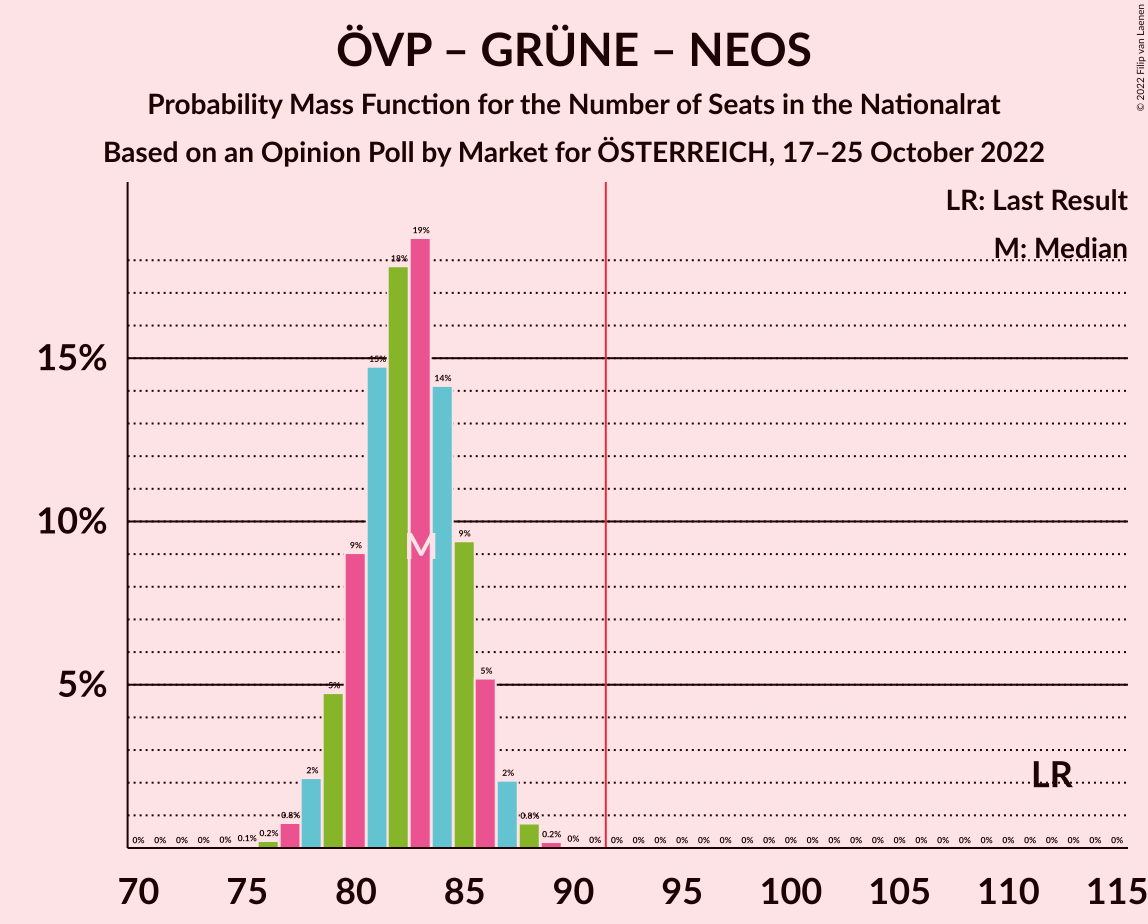 ÖVP – GRÜNE – NEOS
Probability Mass Function for the Number of Seats in the Nationalrat
Based on an Opinion Poll by Market for ÖSTERREICH, 17–25 October 2022
© 2022 Filip van Laenen
LR: Last Result
M: Median
15%
10%
5%
0% 0% 0% 0% 0% 0.1% 0.2% 0.8% 2% 5% 9% 15% 18% 19% 14% 9% 5% 2% 0.8% 0.2% 0% 0% 0% 0% 0% 0% 0% 0% 0% 0% 0% 0% 0% 0% 0% 0% 0% 0% 0% 0% 0% 0% 0% 0% 0% 0%
M
LR
70 75 80 85 90 95 100 105 110 115